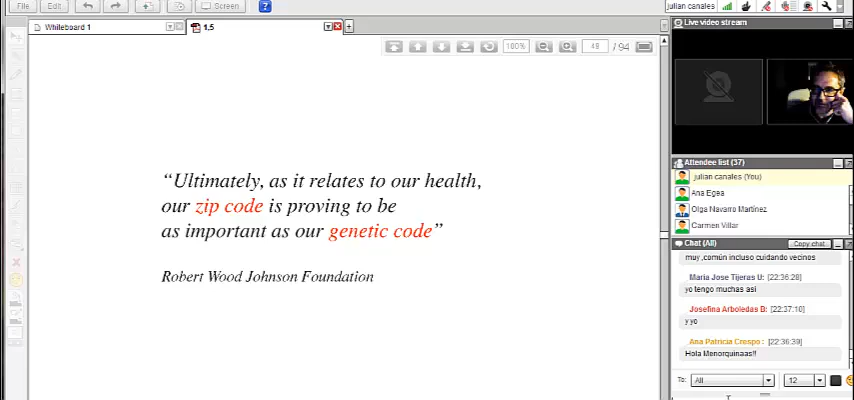 File
Edit
Screen
julian canales
Whiteboard 1
1,5
100%
48 / 94
“Ultimately, as it relates to our health,
our zip code is proving to be
as important as our genetic code”
Robert Wood Johnson Foundation
Live video stream
Attendee list (37)
julian canales (You)
Ana Egea
Olga Navarro Martínez
Carmen Villar
Chat (All)
Copy chat
muy ,común incluso cuidando vecinos
Maria Jose Tijeras U: [22:36:28]
yo tengo muchas asi
Josefina Arboledas B: [22:37:10]
y yo
Ana Patricia Crespo : [22:36:39]
Hola Menorquinaas!!
To: All 12